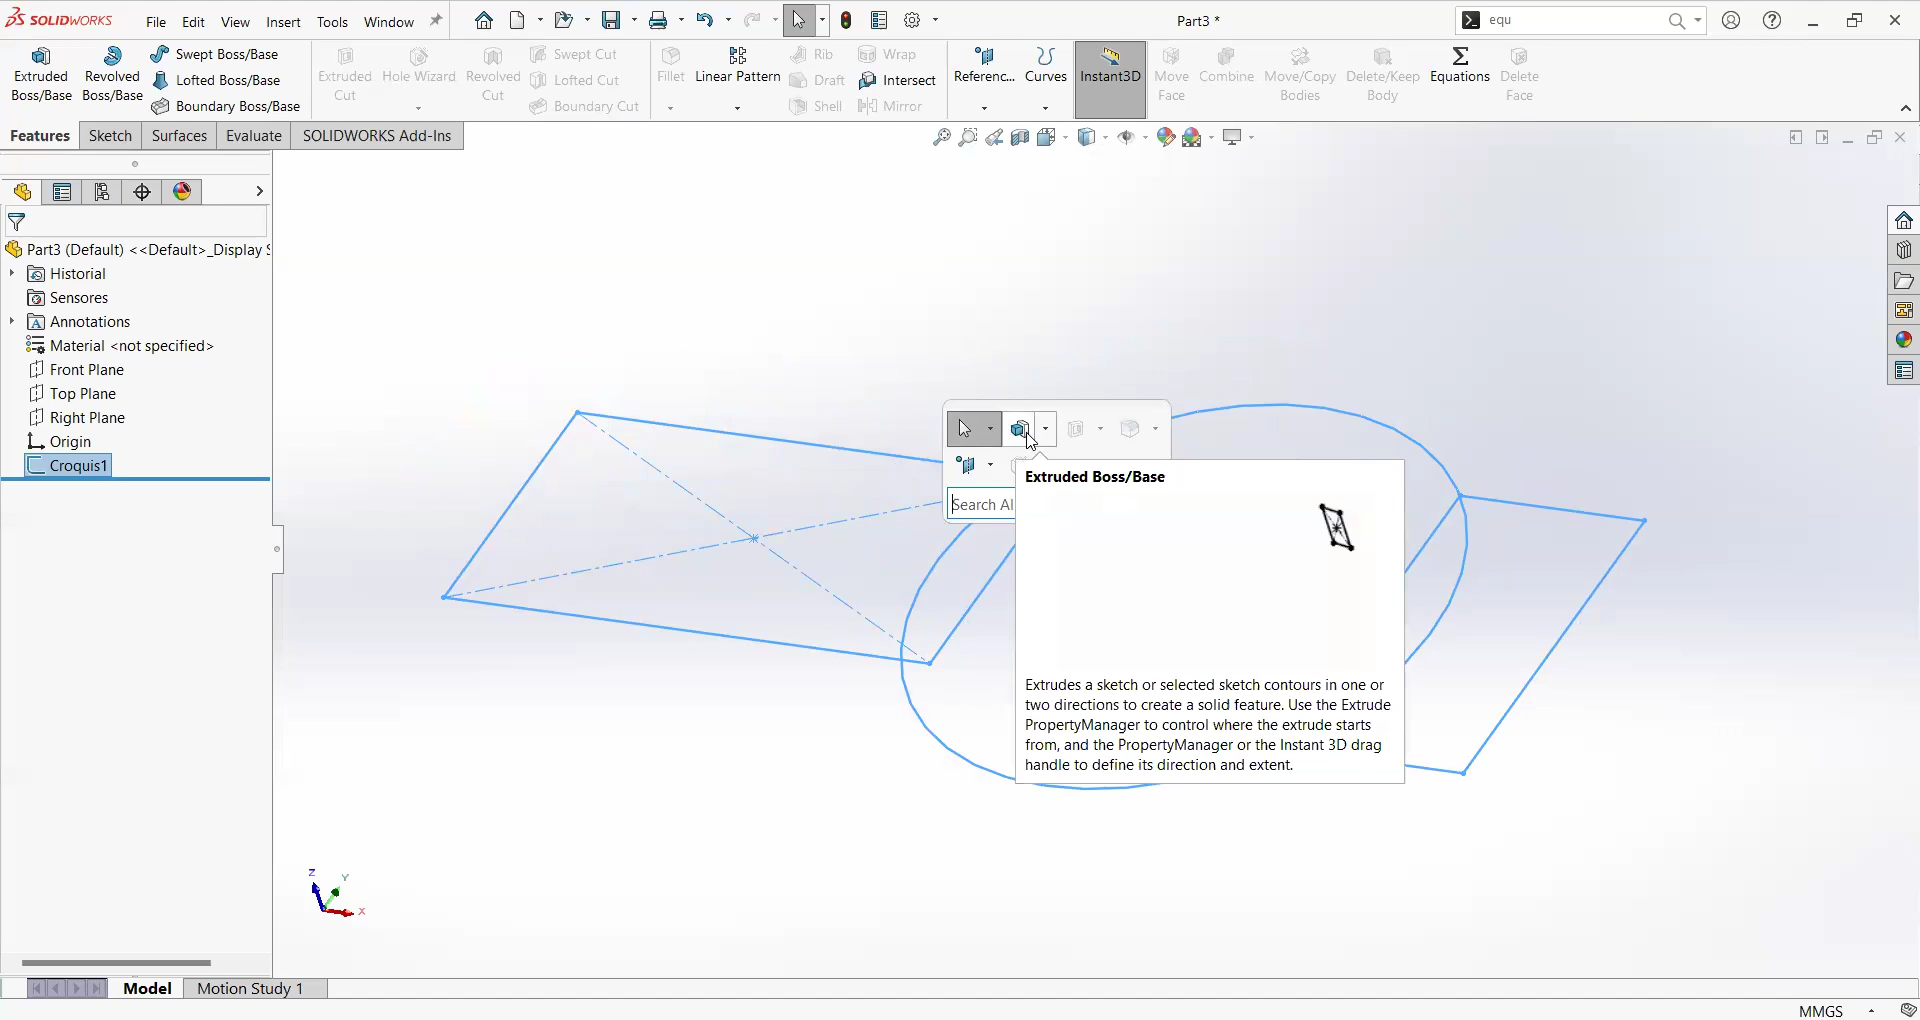 SOLIDWORKS
File Edit View Insert Tools Window
Part3 *
equ
Extruded Boss/Base
Revolved Boss/Base
Swept Boss/Base
Lofted Boss/Base
Boundary Boss/Base
Extruded Cut
Hole Wizard
Revolved Cut
Swept Cut
Lofted Cut
Boundary Cut
Fillet
Linear Pattern
Rib
Draft
Shell
Wrap
Intersect
Mirror
Referenc...
Curves
Instant3D
Move Face
Combine
Move/Copy Bodies
Delete/Keep Body
Equations
Delete Face
Features Sketch Surfaces Evaluate SOLIDWORKS Add-Ins
Part3 (Default) <<Default>_Display S
Historial
Sensores
Annotations
Material <not specified>
Front Plane
Top Plane
Right Plane
Origin
Croquis1
Search Al
Extruded Boss/Base
Extrudes a sketch or selected sketch contours in one or
two directions to create a solid feature. Use the Extrude
PropertyManager to control where the extrude starts
from, and the PropertyManager or the Instant 3D drag
handle to define its direction and extent.
Z
Y
X
Model Motion Study 1
MMGS